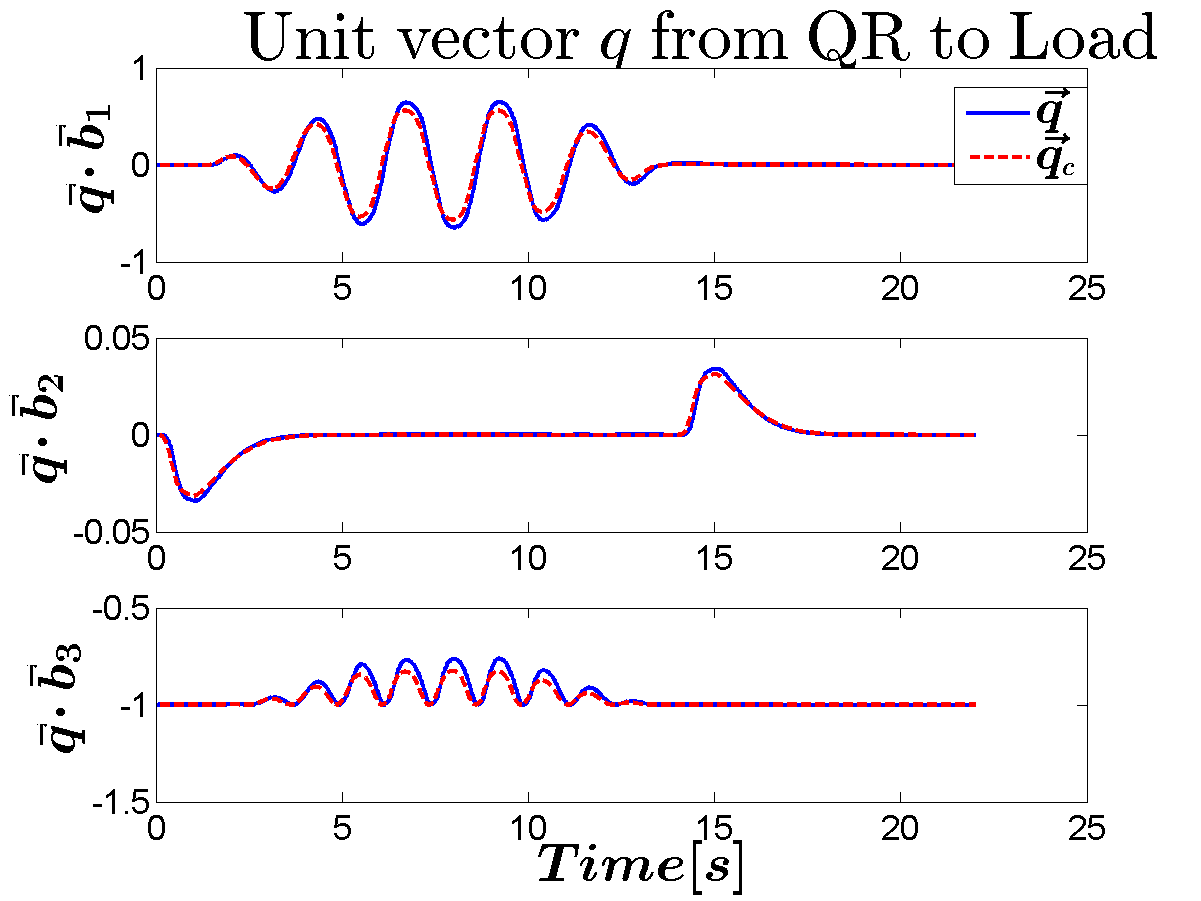 Unit vector q from QR to Load
1
0
-1
q̄ · b̄₁
q⃗
q⃗c
0 5 10 15 20 25
0.05
0
-0.05
q̄ · b̄₂
0 5 10 15 20 25
-0.5
-1
-1.5
q̄ · b̄₃
0 5 10 15 20 25
Time[s]